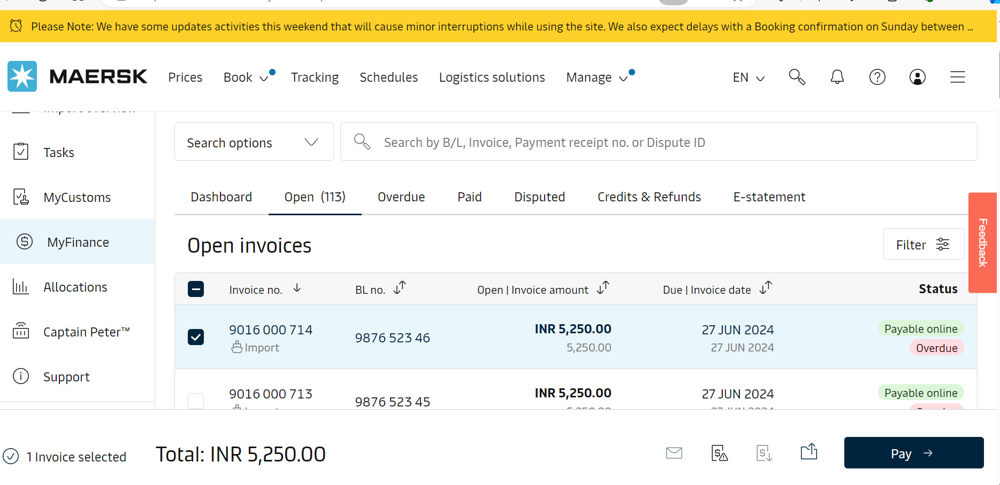 Please Note: We have some updates activities this weekend that will cause minor interruptions while using the site. We also expect delays with a Booking confirmation on Sunday between ...
MAERSK Prices Book Tracking Schedules Logistics solutions Manage EN
Search options Search by B/L, Invoice, Payment receipt no. or Dispute ID
Tasks
MyCustoms
MyFinance
Allocations
Captain Peter™
Support
Dashboard Open (113) Overdue Paid Disputed Credits & Refunds E-statement
Open invoices Filter
Feedback
Invoice no. BL no. Open | Invoice amount Due | Invoice date Status
9016 000 714 9876 523 46 INR 5,250.00 27 JUN 2024 Payable online
Import 5,250.00 27 JUN 2024 Overdue
9016 000 713 9876 523 45 INR 5,250.00 27 JUN 2024 Payable online
1 Invoice selected Total: INR 5,250.00 Pay